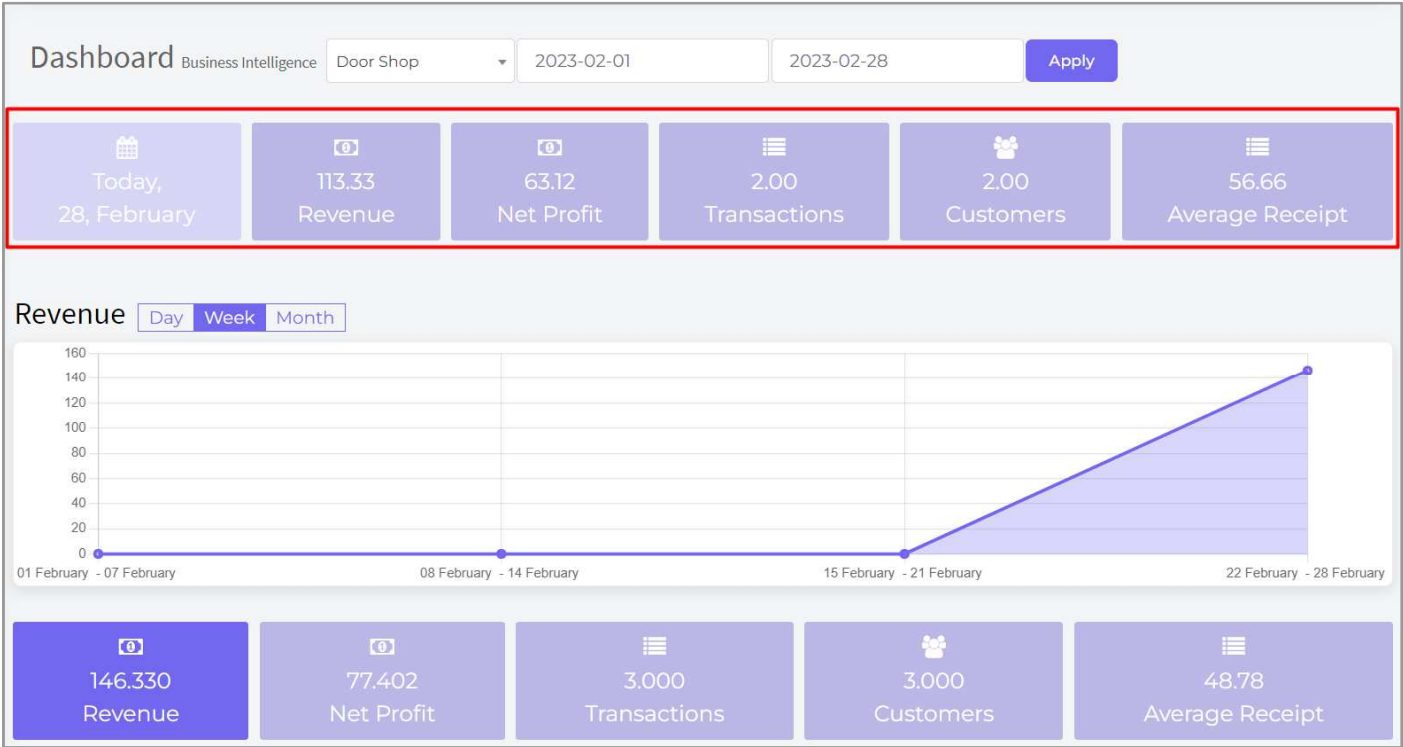 Dashboard Business Intelligence Door Shop 2023-02-01 2023-02-28 Apply
Today,
28, February
113.33
Revenue
63.12
Net Profit
2.00
Transactions
2.00
Customers
56.66
Average Receipt
Revenue Day Week Month
160
140
120
100
80
60
40
20
0
01 February - 07 February
08 February - 14 February
15 February - 21 February
22 February - 28 February
146.330
Revenue
77.402
Net Profit
3.000
Transactions
3.000
Customers
48.78
Average Receipt